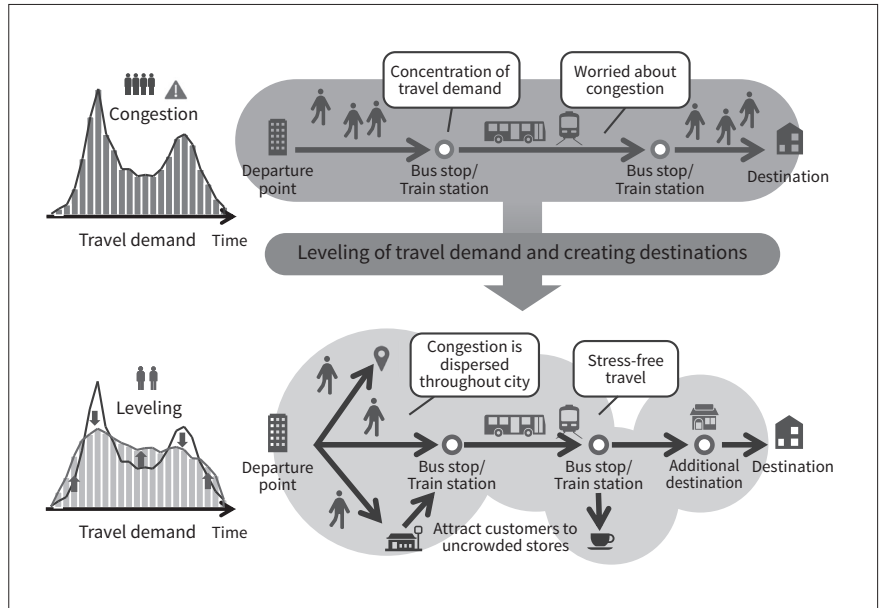 Congestion
Travel demand
Time
Concentration of
travel demand
Worried about
congestion
Departure
point
Bus stop/
Train station
Bus stop/
Train station
Destination
Leveling of travel demand and creating destinations
Leveling
Travel demand
Time
Congestion is
dispersed
throughout city
Stress-free
travel
Departure
point
Bus stop/
Train station
Bus stop/
Train station
Additional
destination
Destination
Attract customers to
uncrowded stores